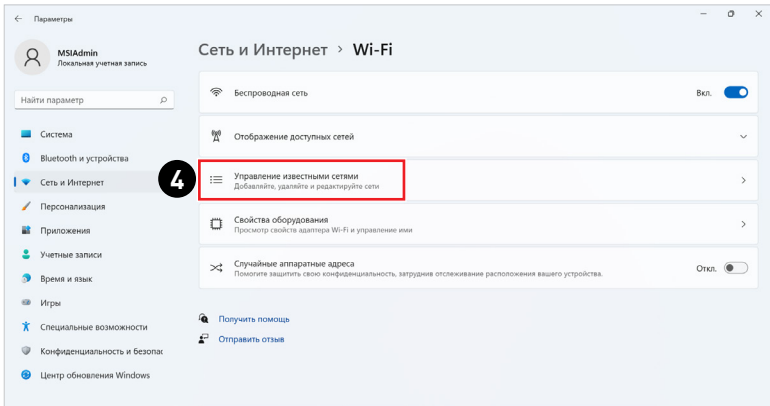 Параметры
MSIAdmin
Локальная учетная запись
Найти параметр
Система
Bluetooth и устройства
Сеть и Интернет
Персонализация
Приложения
Учетные записи
Время и язык
Игры
Специальные возможности
Конфиденциальность и безопас
Центр обновления Windows
Сеть и Интернет > Wi-Fi
Беспроводная сеть
Вкл.
Отображение доступных сетей
4
Управление известными сетями
Добавляйте, удаляйте и редактируйте сети
Свойства оборудования
Просмотр свойств адаптера Wi-Fi и управление ими
Случайные аппаратные адреса
Помогите защитить свою конфиденциальность, затруднив отслеживание расположения вашего устройства.
Откл.
Получить помощь
Отправить отзыв